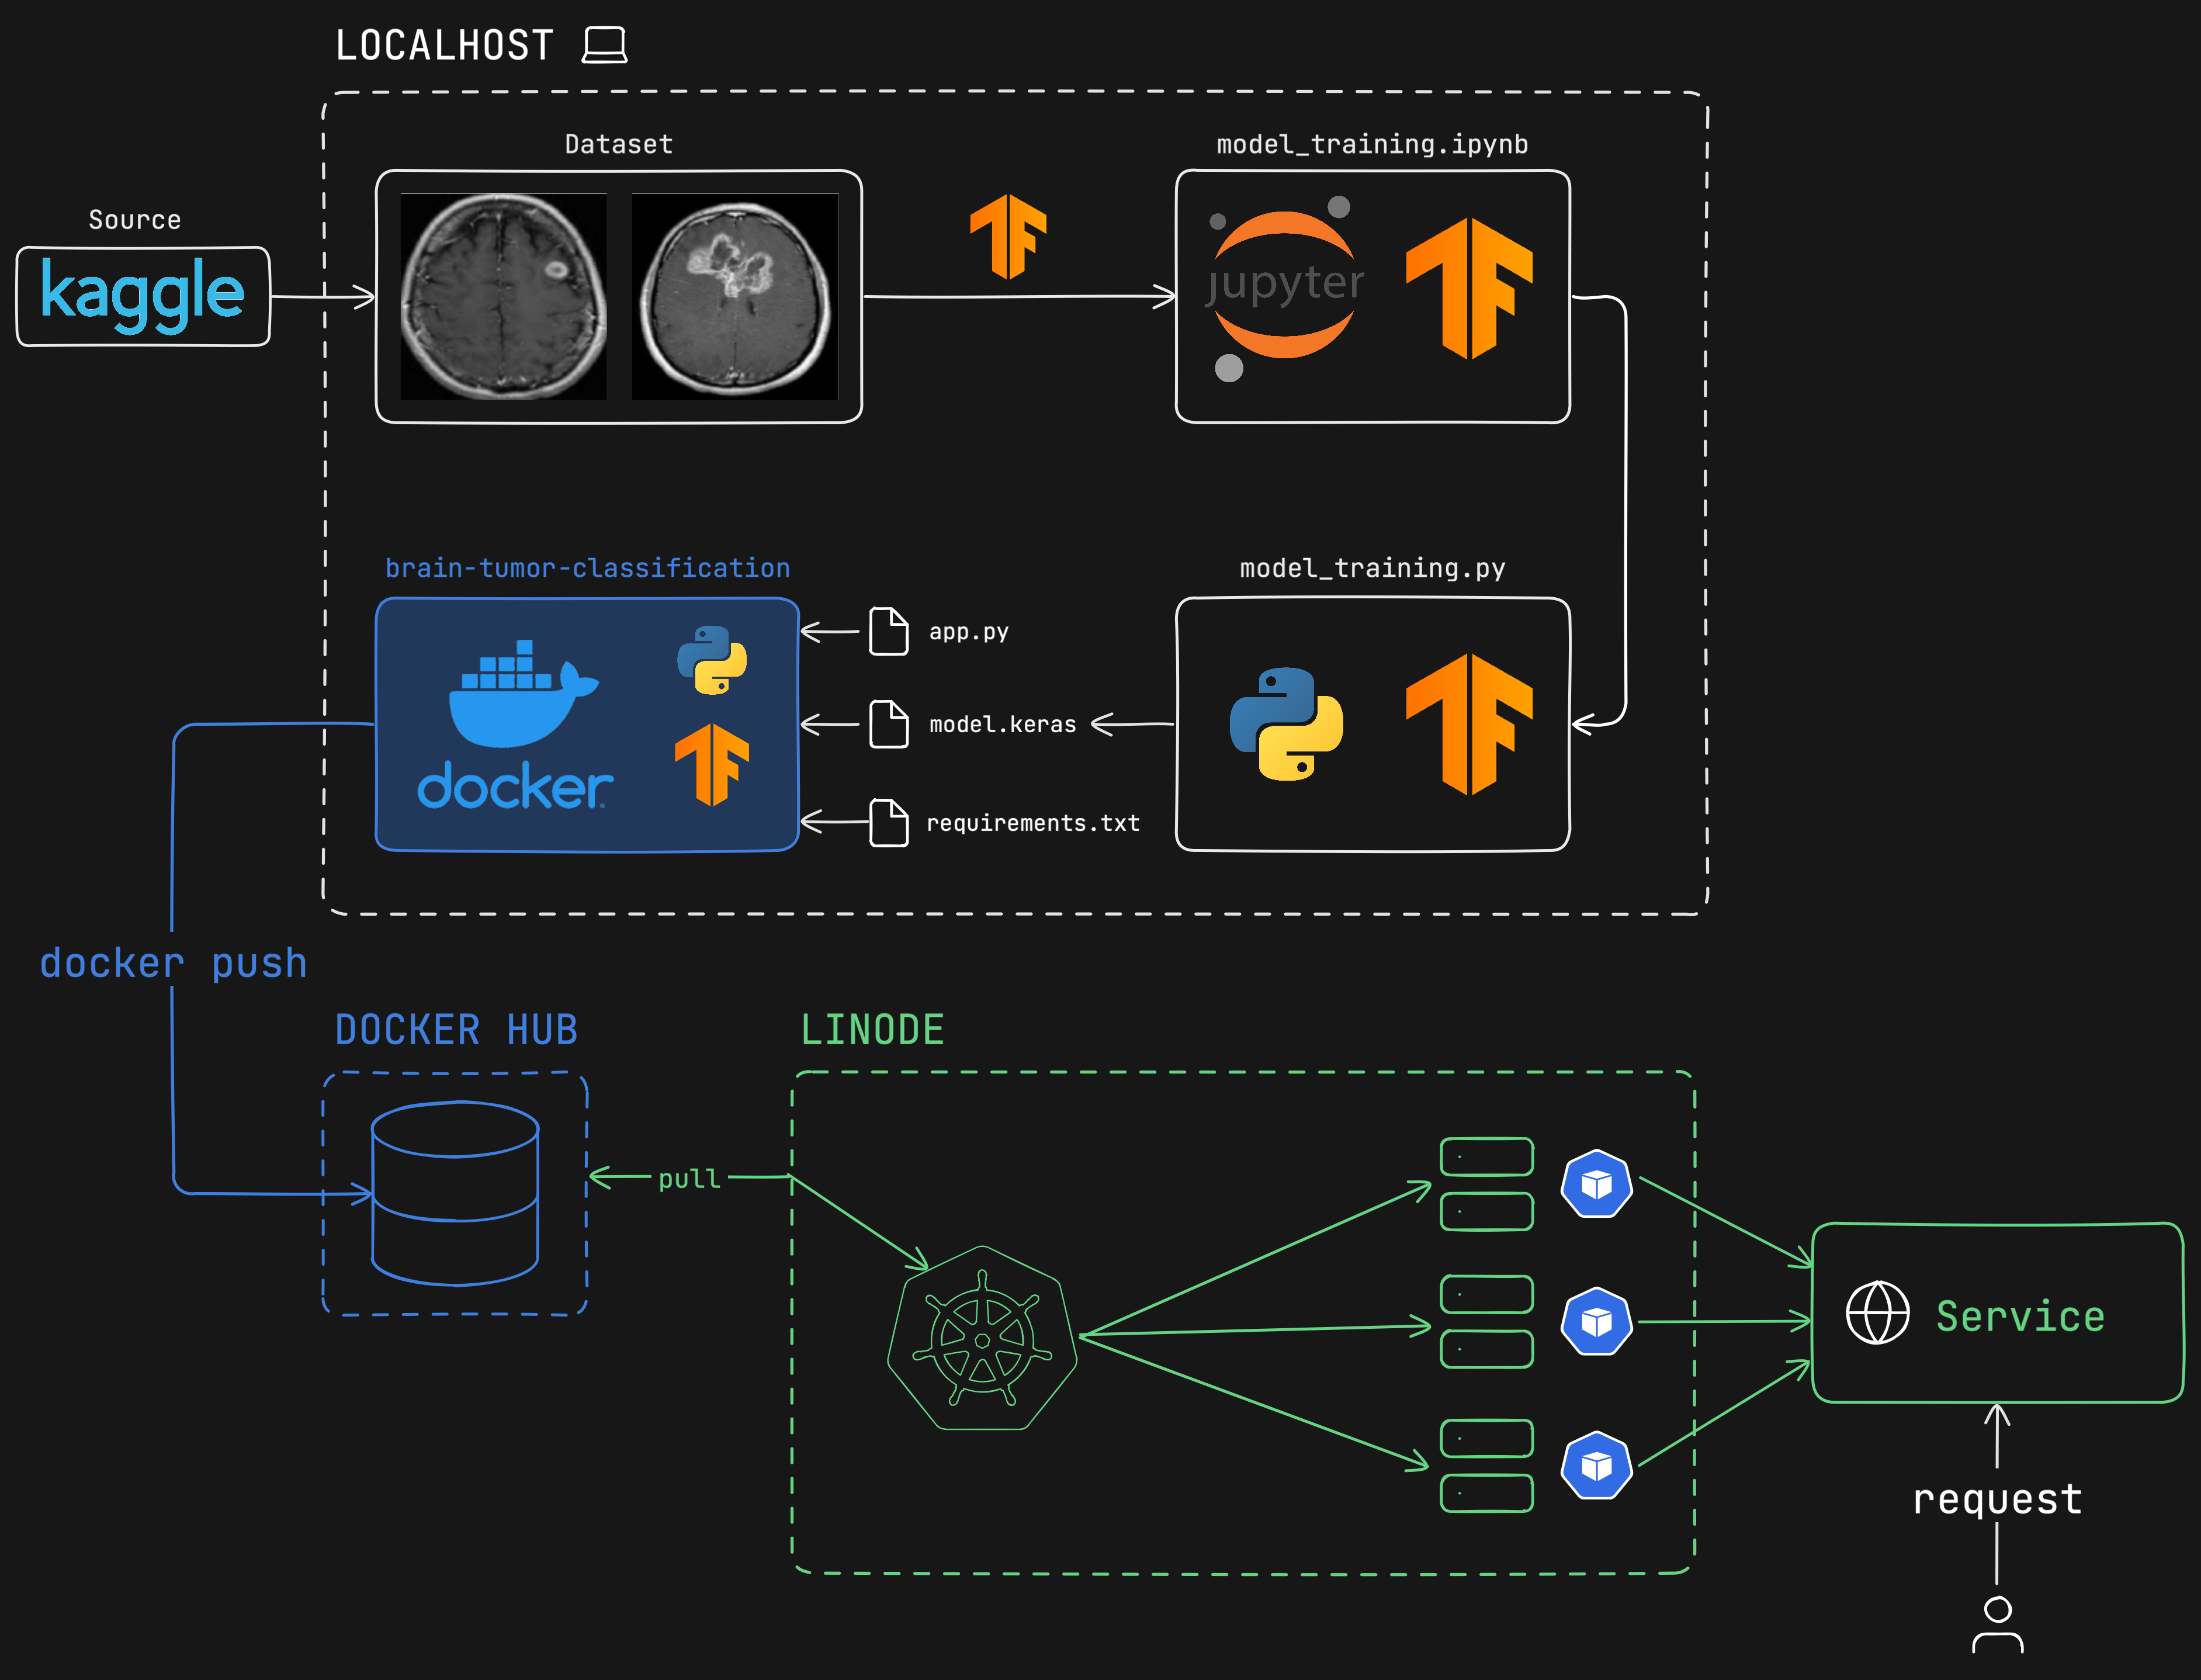 LOCALHOST
Dataset
model_training.ipynb
Source
kaggle
jupyter
brain-tumor-classification
model_training.py
app.py
model.keras
docker
requirements.txt
docker push
DOCKER HUB
LINODE
pull
Service
request